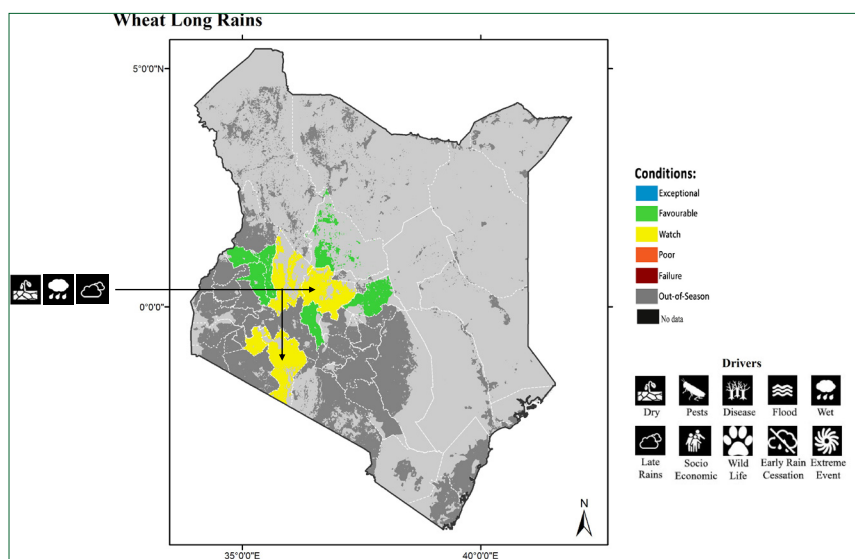 Wheat Long Rains
5°0'0"N
0°0'0"
35°0'0"E
40°0'0"E
N
Conditions:
Exceptional
Favourable
Watch
Poor
Failure
Out-of-Season
No data
Drivers
Dry
Pests
Disease
Flood
Wet
Late
Rains
Socio
Economic
Wild
Life
Early Rain
Cessation
Extreme
Event